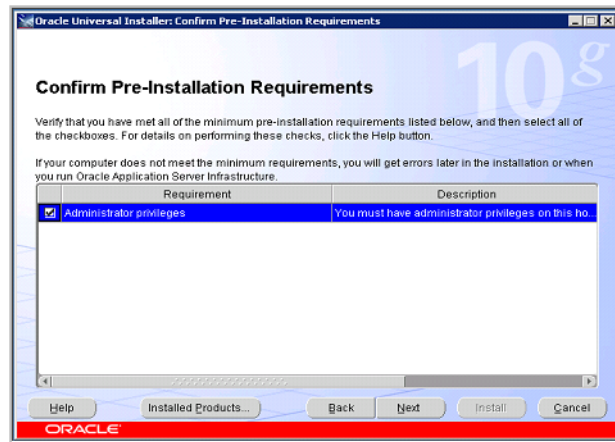 Oracle Universal Installer: Confirm Pre-Installation Requirements
10g
Confirm Pre-Installation Requirements
Verify that you have met all of the minimum pre-installation requirements listed below, and then select all of
the checkboxes. For details on performing these checks, click the Help button.
If your computer does not meet the minimum requirements, you will get errors later in the installation or when
you run Oracle Application Server Infrastructure.
Requirement Description
Administrator privileges You must have administrator privileges on this ho...
Help Installed Products... Back Next Install Cancel
ORACLE